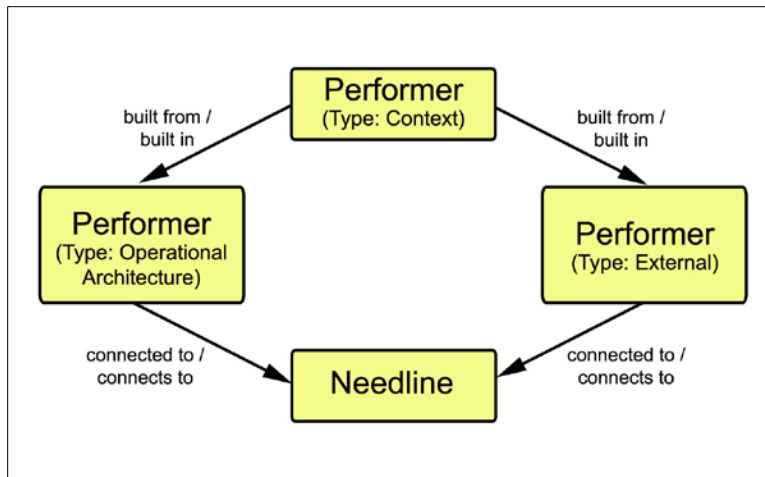 Performer
(Type: Context)
built from /
built in
built from /
built in
Performer
(Type: Operational
Architecture)
Performer
(Type: External)
connected to /
connects to
connected to /
connects to
Needline